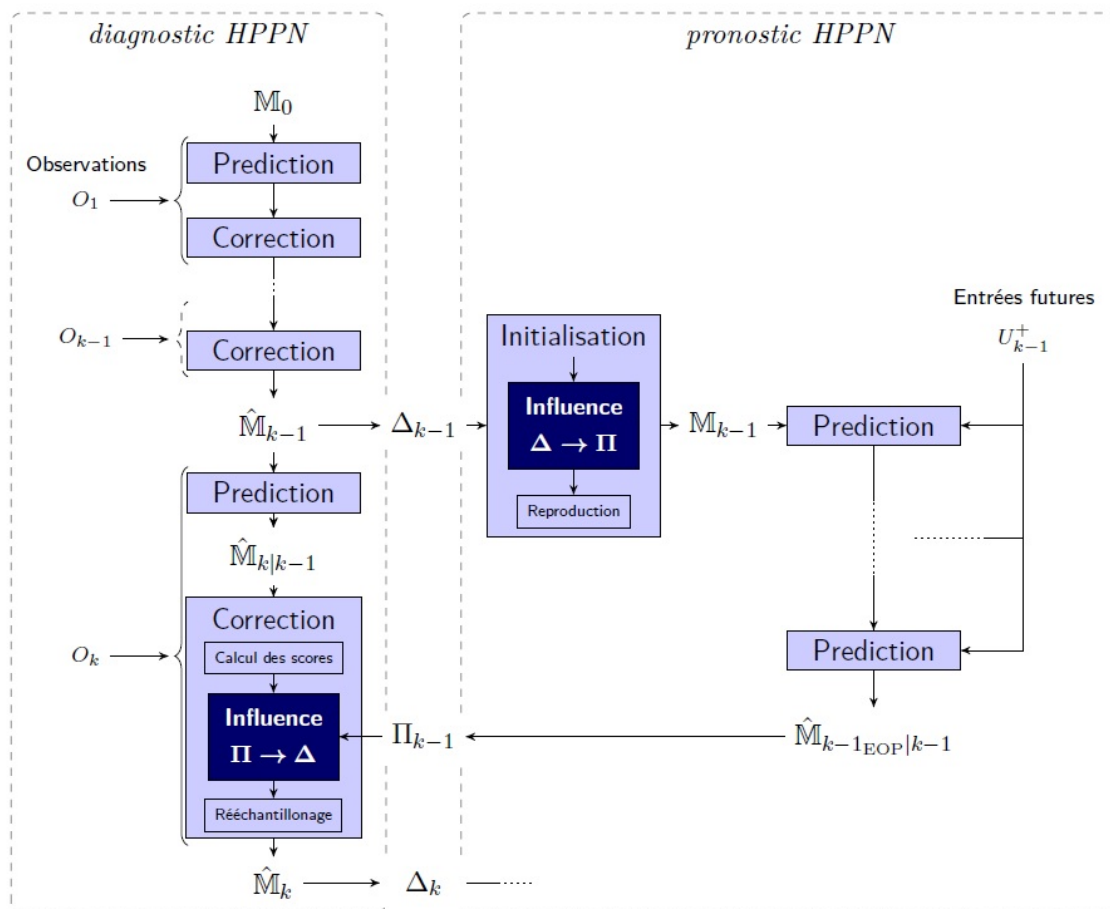 diagnostic HPPN
pronostic HPPN
𝕄₀
Observations
Prediction
O₁
Correction
Entrées futures
U⁺ₖ₋₁
Oₖ₋₁
Correction
Initialisation
Influence
Δ → Π
Reproduction
M̂ₖ₋₁
Δₖ₋₁
𝕄ₖ₋₁
Prediction
Prediction
M̂ₖ|ₖ₋₁
Correction
Oₖ
Calcul des scores
Influence
Π → Δ
Rééchantillonage
Prediction
Πₖ₋₁
M̂_{k−1_{EOP}|k−1}
M̂ₖ
Δₖ